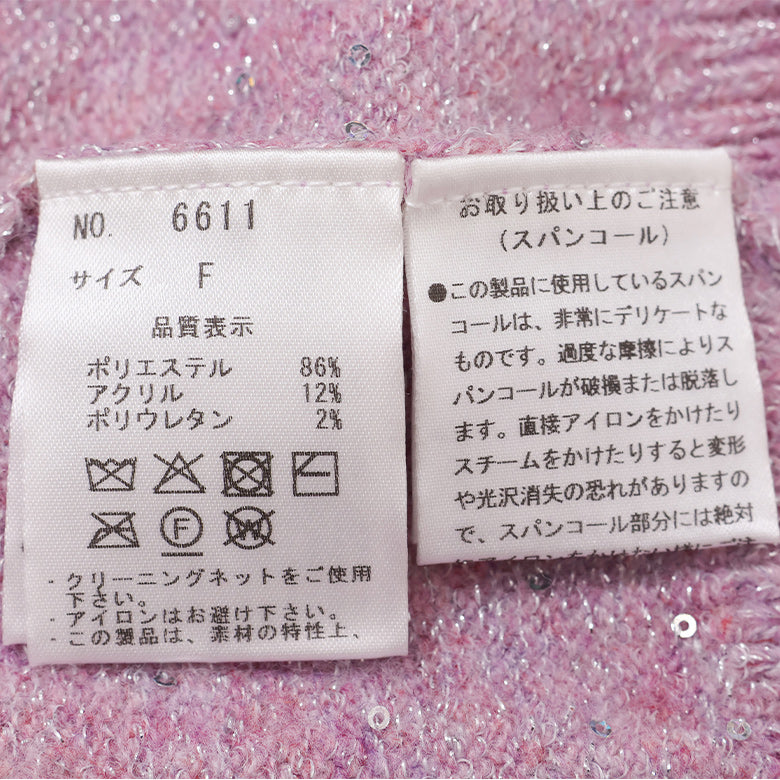 NO. 6611
サイズ F
品質表示
ポリエステル 86%
アクリル 12%
ポリウレタン 2%
F W
・クリーニングネットをご使用
下さい。
・アイロンはお避け下さい。
・この製品は、素材の特性上、
お取り扱い上のご注意
(スパンコール)
●この製品に使用しているスパン
コールは、非常にデリケートな
ものです。過度な摩擦によりス
パンコールが破損または脱落し
ます。直接アイロンをかけたり
スチームをかけたりすると変形
や光沢消失の恐れがありますの
で、スパンコール部分には絶対